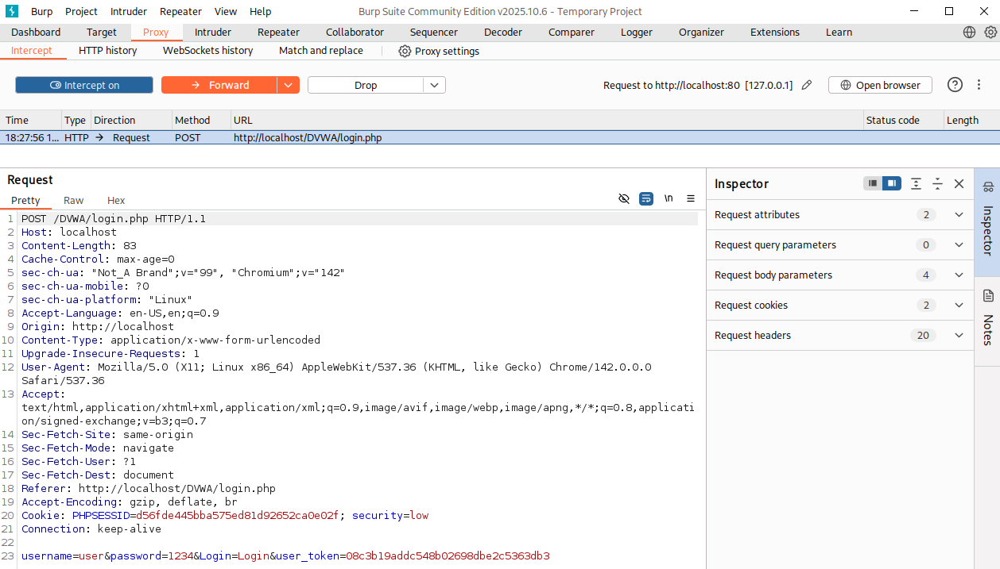 Burp Project Intruder Repeater View Help Burp Suite Community Edition v2025.10.6 - Temporary Project
Dashboard Target Proxy Intruder Repeater Collaborator Sequencer Decoder Comparer Logger Organizer Extensions Learn
Intercept HTTP history WebSockets history Match and replace Proxy settings
Intercept on Forward Drop Request to http://localhost:80 [127.0.0.1] Open browser
Time Type Direction Method URL Status code Length
18:27:56 1... HTTP → Request POST http://localhost/DVWA/login.php
Request
Pretty Raw Hex \n
1 POST /DVWA/login.php HTTP/1.1
2 Host: localhost
3 Content-Length: 83
4 Cache-Control: max-age=0
5 sec-ch-ua: "Not_A Brand";v="99", "Chromium";v="142"
6 sec-ch-ua-mobile: ?0
7 sec-ch-ua-platform: "Linux"
8 Accept-Language: en-US,en;q=0.9
9 Origin: http://localhost
10 Content-Type: application/x-www-form-urlencoded
11 Upgrade-Insecure-Requests: 1
12 User-Agent: Mozilla/5.0 (X11; Linux x86_64) AppleWebKit/537.36 (KHTML, like Gecko) Chrome/142.0.0.0
Safari/537.36
13 Accept:
text/html,application/xhtml+xml,application/xml;q=0.9,image/avif,image/webp,image/apng,*/*;q=0.8,applicati
on/signed-exchange;v=b3;q=0.7
14 Sec-Fetch-Site: same-origin
15 Sec-Fetch-Mode: navigate
16 Sec-Fetch-User: ?1
17 Sec-Fetch-Dest: document
18 Referer: http://localhost/DVWA/login.php
19 Accept-Encoding: gzip, deflate, br
20 Cookie: PHPSESSID=d56fde445bba575ed81d92652ca0e02f; security=low
21 Connection: keep-alive
22
23 username=user&password=1234&Login=Login&user_token=08c3b19addc548b02698dbe2c5363db3
Inspector
Request attributes 2
Request query parameters 0
Request body parameters 4
Request cookies 2
Request headers 20
Inspector
Notes